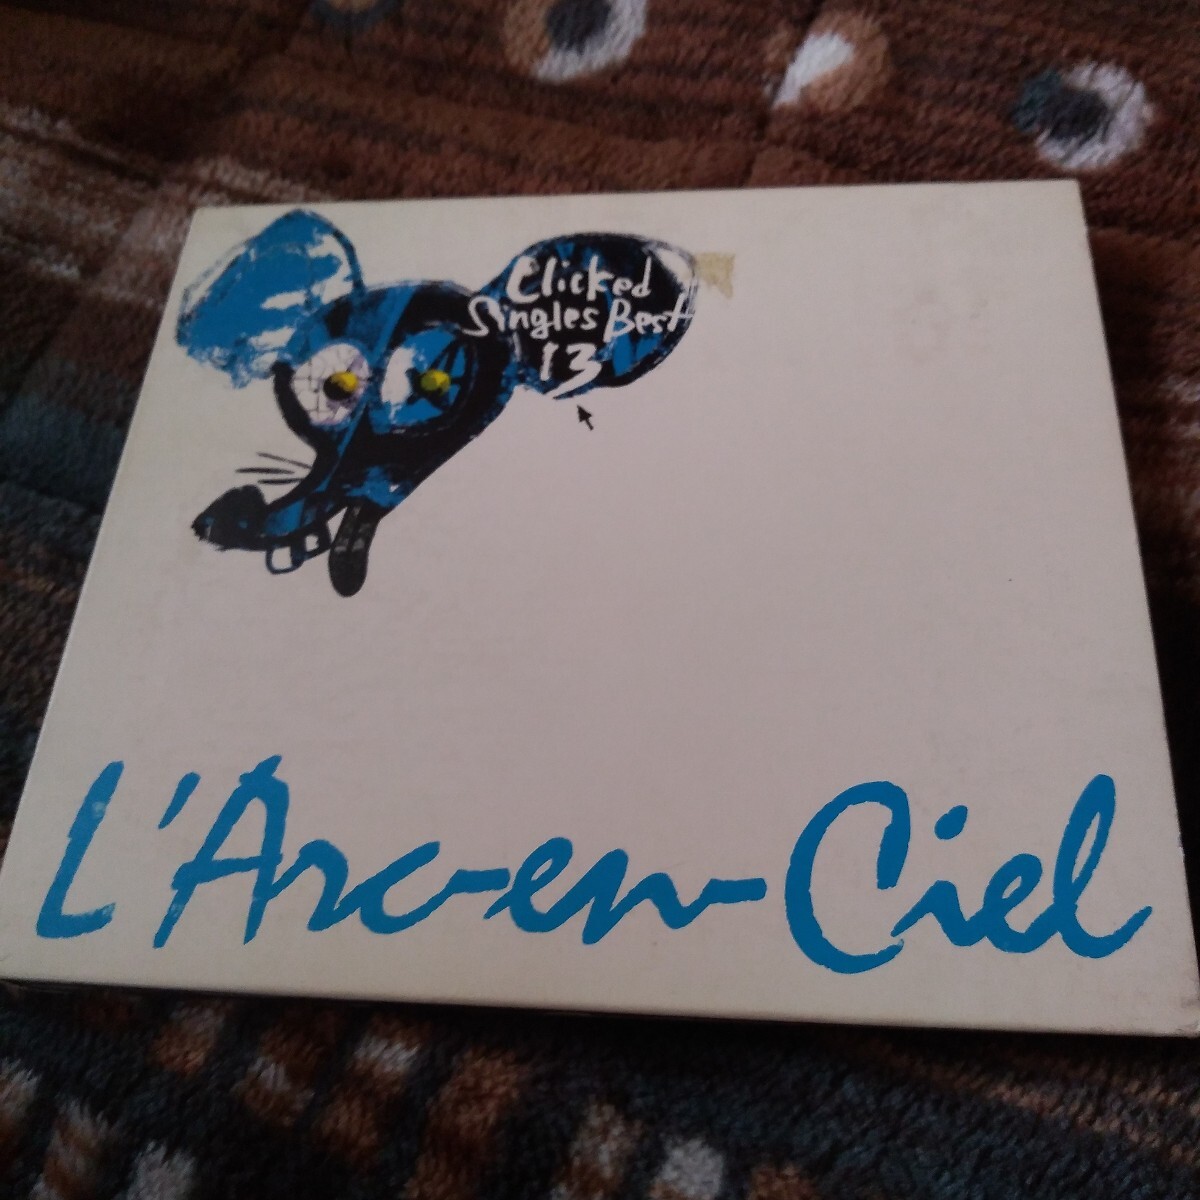 Clicked
Singles Best
13
L'Arc-en-Ciel